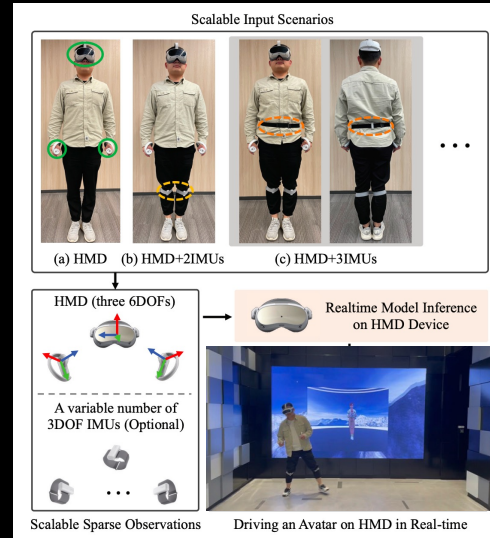 Scalable Input Scenarios
(a) HMD
(b) HMD+2IMUs
(c) HMD+3IMUs
HMD (three 6DOFs)
Realtime Model Inference
on HMD Device
A variable number of
3DOF IMUs (Optional)
Scalable Sparse Observations
Driving an Avatar on HMD in Real-time